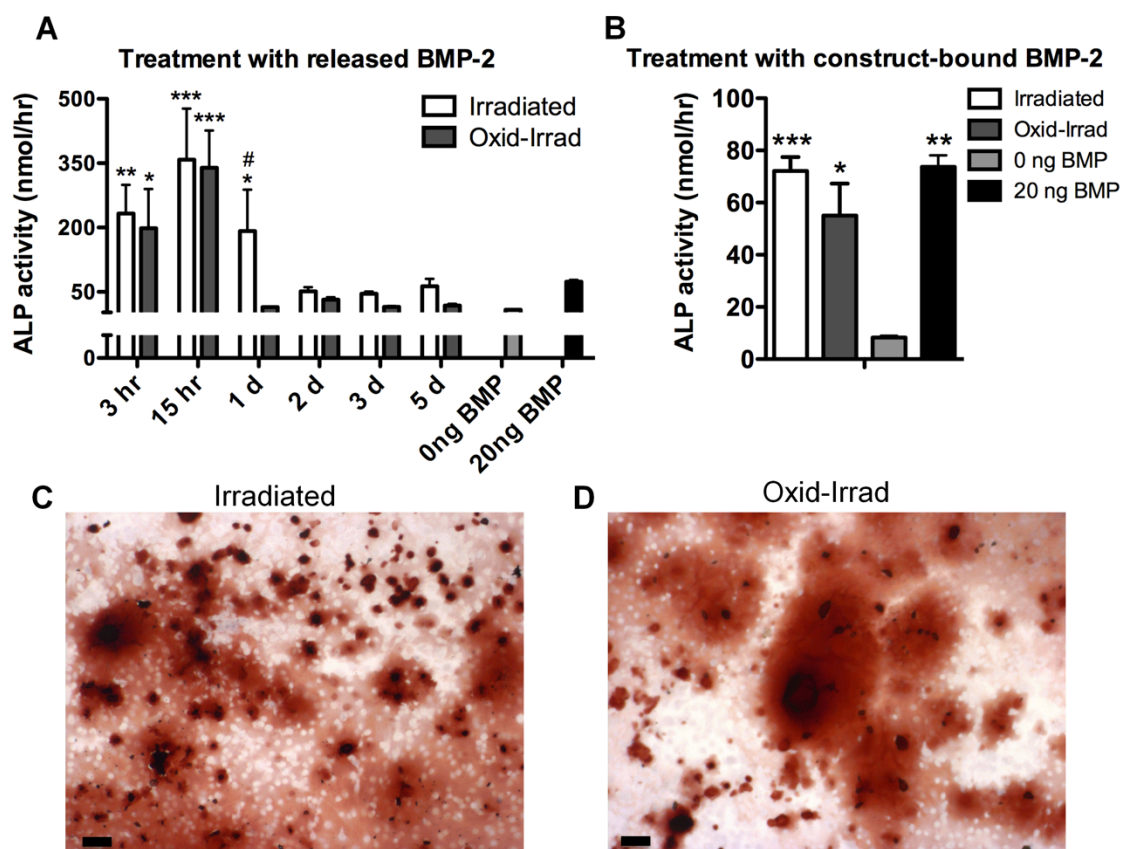 A
Treatment with released BMP-2
ALP activity (nmol/hr)
500
350
200
50
0
** * *** *** # *
Irradiated
Oxid-Irrad
3 hr 15 hr 1 d 2 d 3 d 5 d 0ng BMP 20ng BMP
B
Treatment with construct-bound BMP-2
ALP activity (nmol/hr)
100
80
60
40
20
0
*** * **
Irradiated
Oxid-Irrad
0 ng BMP
20 ng BMP
C Irradiated
D Oxid-Irrad